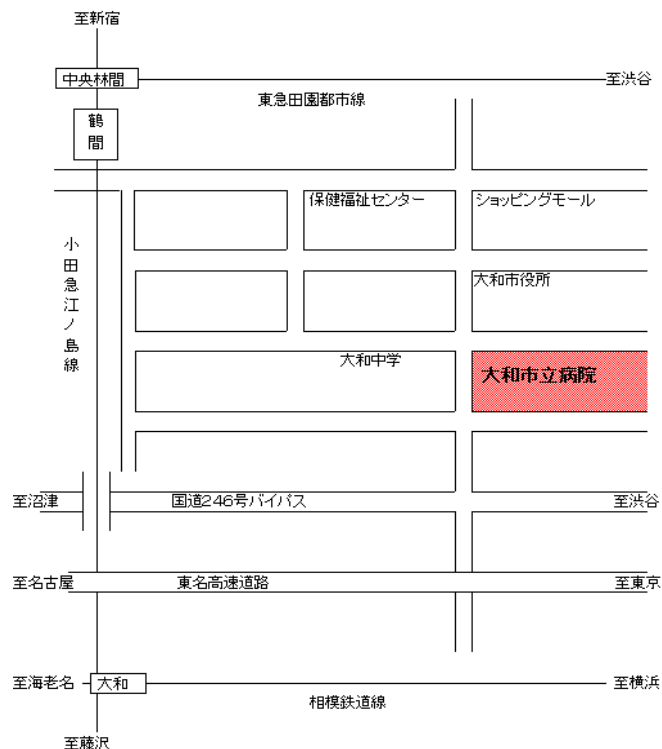 至新宿
中央林間
至渋谷
東急田園都市線
鶴間
保健福祉センター
ショッピングモール
小田急江ノ島線
大和市役所
大和中学
大和市立病院
至沼津
国道246号バイパス
至渋谷
至名古屋
東名高速道路
至東京
至海老名
大和
至横浜
相模鉄道線
至藤沢